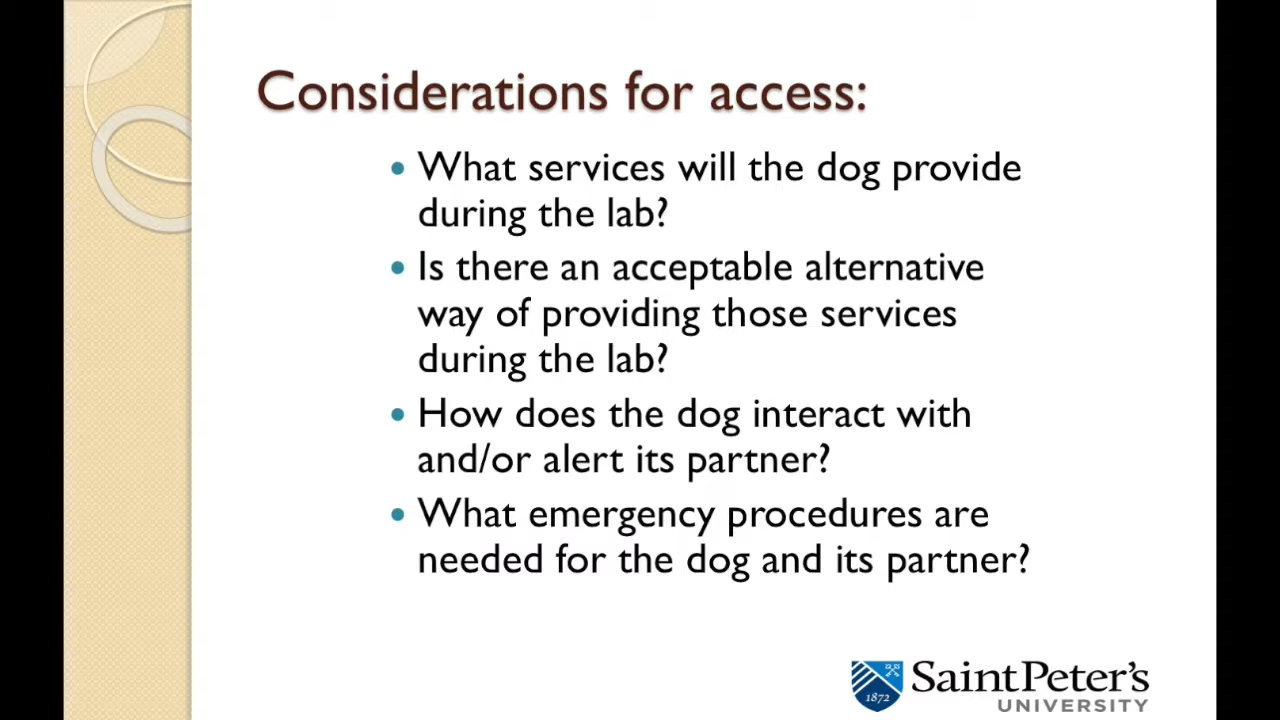 Considerations for access:
• What services will the dog provide
during the lab?
• Is there an acceptable alternative
way of providing those services
during the lab?
• How does the dog interact with
and/or alert its partner?
• What emergency procedures are
needed for the dog and its partner?
1872
Saint Peter's
UNIVERSITY